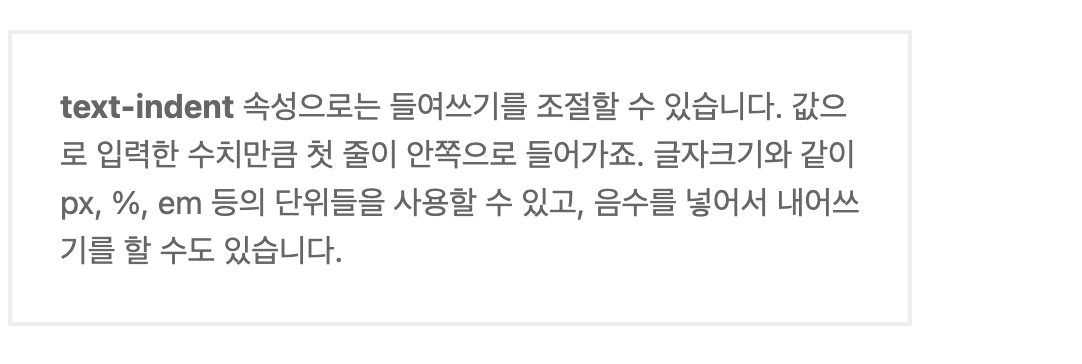 text-indent 속성으로는 들여쓰기를 조절할 수 있습니다. 값으
로 입력한 수치만큼 첫 줄이 안쪽으로 들어가죠. 글자크기와 같이
px, %, em 등의 단위들을 사용할 수 있고, 음수를 넣어서 내어쓰
기를 할 수도 있습니다.